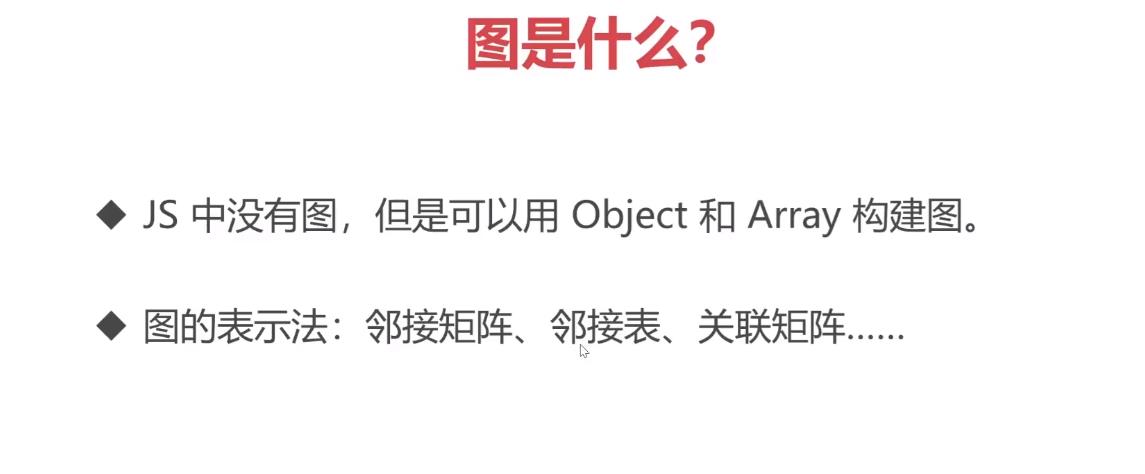 图是什么?
◆ JS 中没有图，但是可以用 Object 和 Array 构建图。
◆ 图的表示法：邻接矩阵、邻接表、关联矩阵……